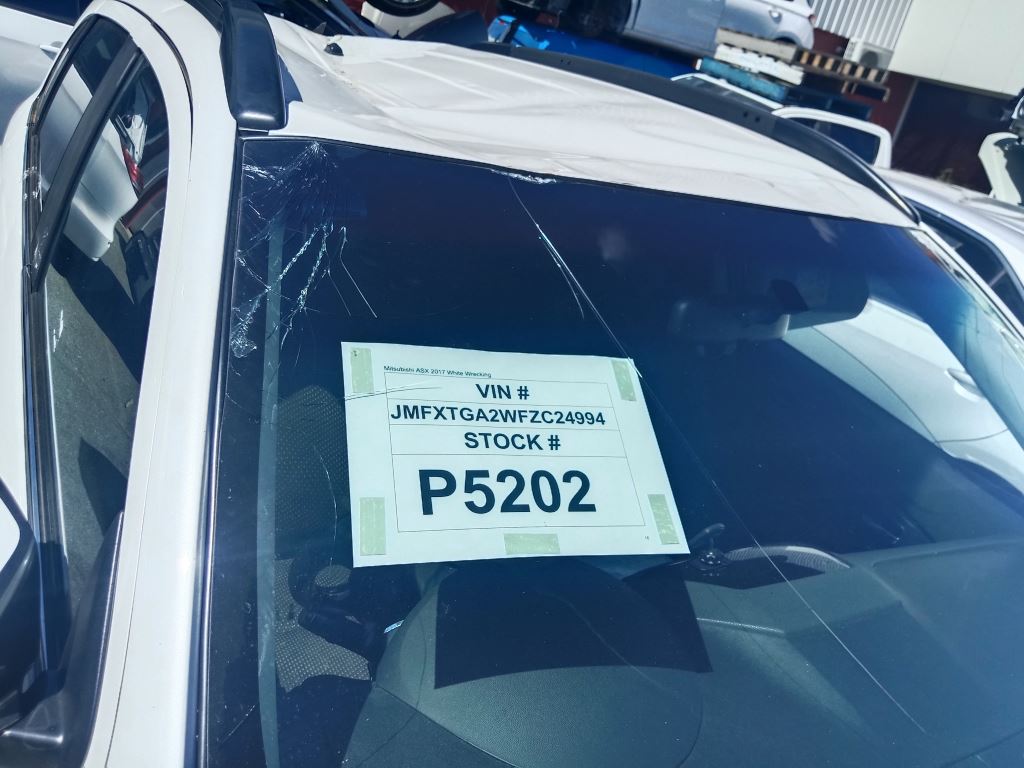 Mitsubishi ASX 2017 White Wrecking
VIN #
JMFXTGA2WFZC24994
STOCK #
P5202